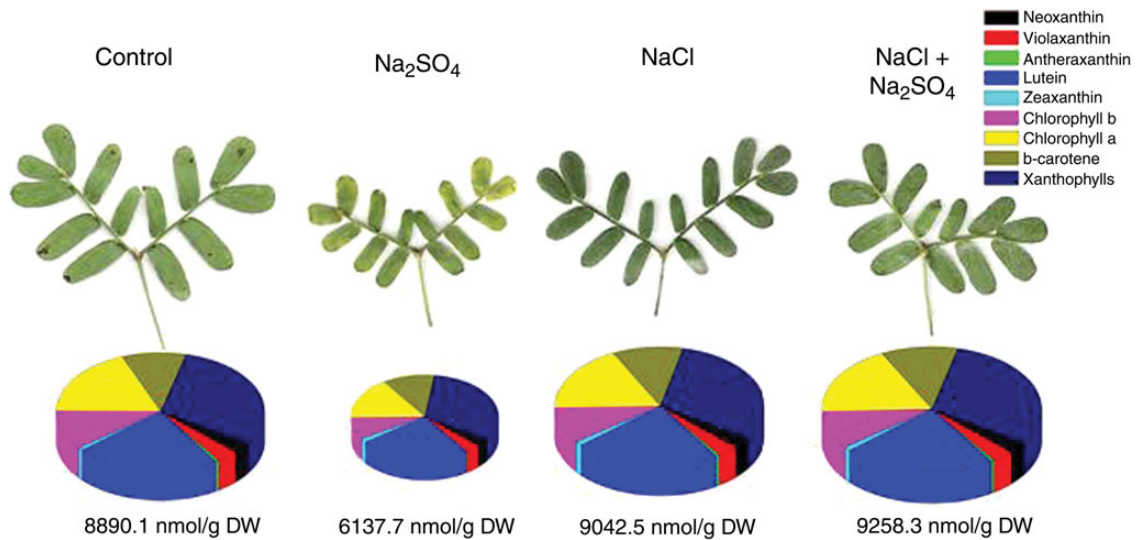 Control
Na₂SO₄
NaCl
NaCl +
Na₂SO₄
Neoxanthin
Violaxanthin
Antheraxanthin
Lutein
Zeaxanthin
Chlorophyll b
Chlorophyll a
b-carotene
Xanthophylls
8890.1 nmol/g DW
6137.7 nmol/g DW
9042.5 nmol/g DW
9258.3 nmol/g DW